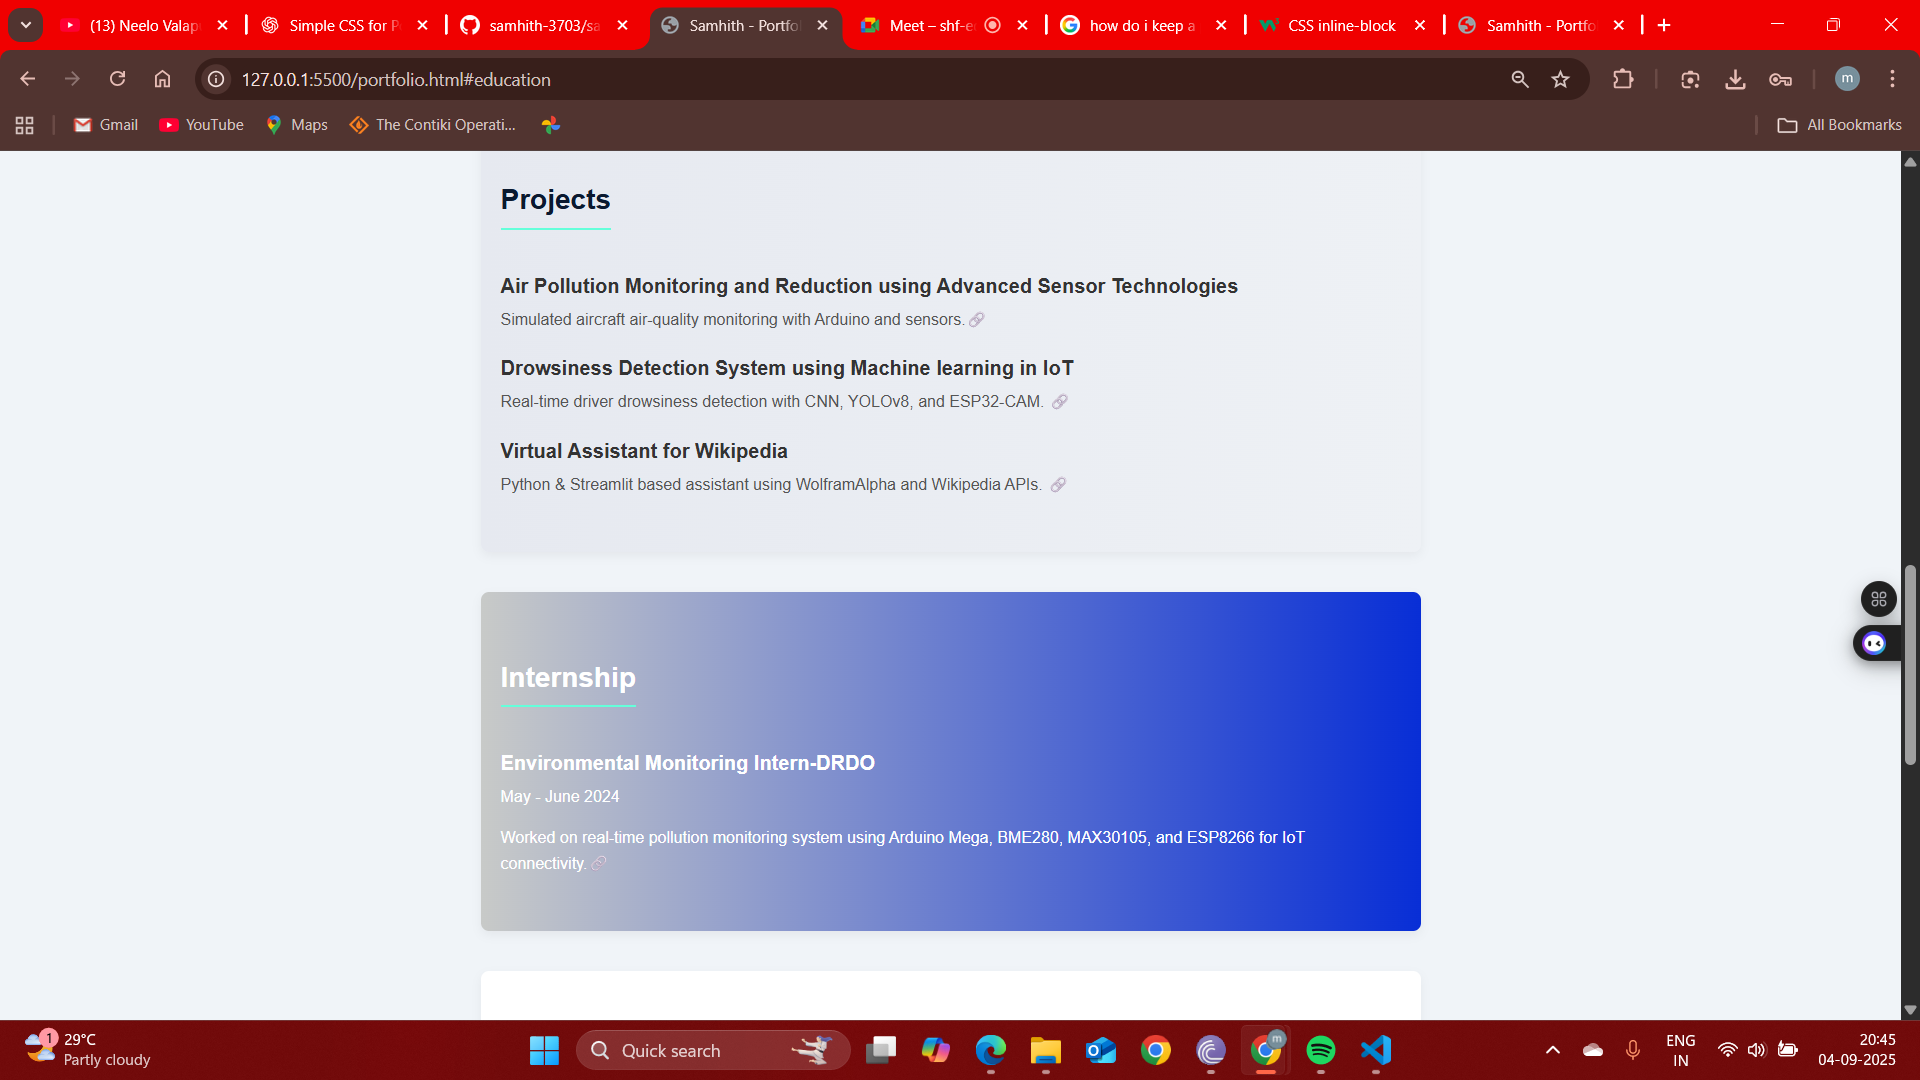 (13) Neelo Valap
Simple CSS for P
samhith-3703/sa
Samhith - Portfo
Meet – shf-e
how do i keep a
CSS inline-block
Samhith - Portfo
127.0.0.1:5500/portfolio.html#education
m
Gmail
YouTube
Maps
The Contiki Operati...
All Bookmarks
Projects
Air Pollution Monitoring and Reduction using Advanced Sensor Technologies
Simulated aircraft air-quality monitoring with Arduino and sensors.
Drowsiness Detection System using Machine learning in IoT
Real-time driver drowsiness detection with CNN, YOLOv8, and ESP32-CAM.
Virtual Assistant for Wikipedia
Python & Streamlit based assistant using WolframAlpha and Wikipedia APIs.
Internship
Environmental Monitoring Intern-DRDO
May - June 2024
Worked on real-time pollution monitoring system using Arduino Mega, BME280, MAX30105, and ESP8266 for IoT
connectivity.
1
29°C
Partly cloudy
Quick search
m
ENG
IN
20:45
04-09-2025